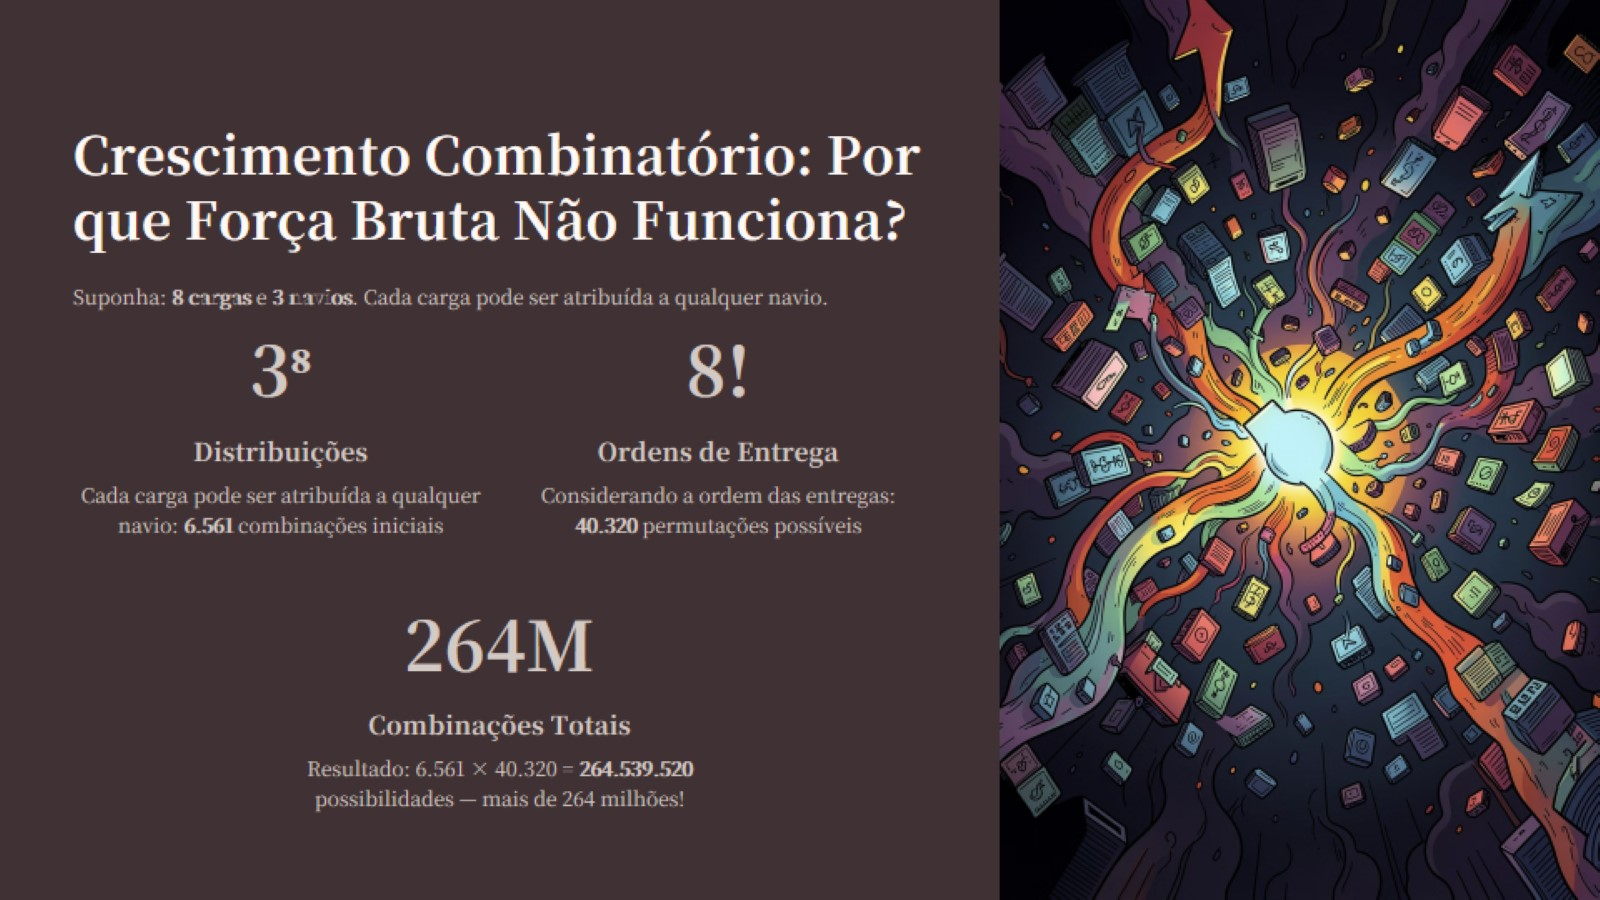 Crescimento Combinatório: Por
que Força Bruta Não Funciona?
Suponha: 8 cargas e 3 navios. Cada carga pode ser atribuída a qualquer navio.
3⁸
Distribuições
Cada carga pode ser atribuída a qualquer
navio: 6.561 combinações iniciais
8!
Ordens de Entrega
Considerando a ordem das entregas:
40.320 permutações possíveis
264M
Combinações Totais
Resultado: 6.561 × 40.320 = 264.539.520
possibilidades — mais de 264 milhões!